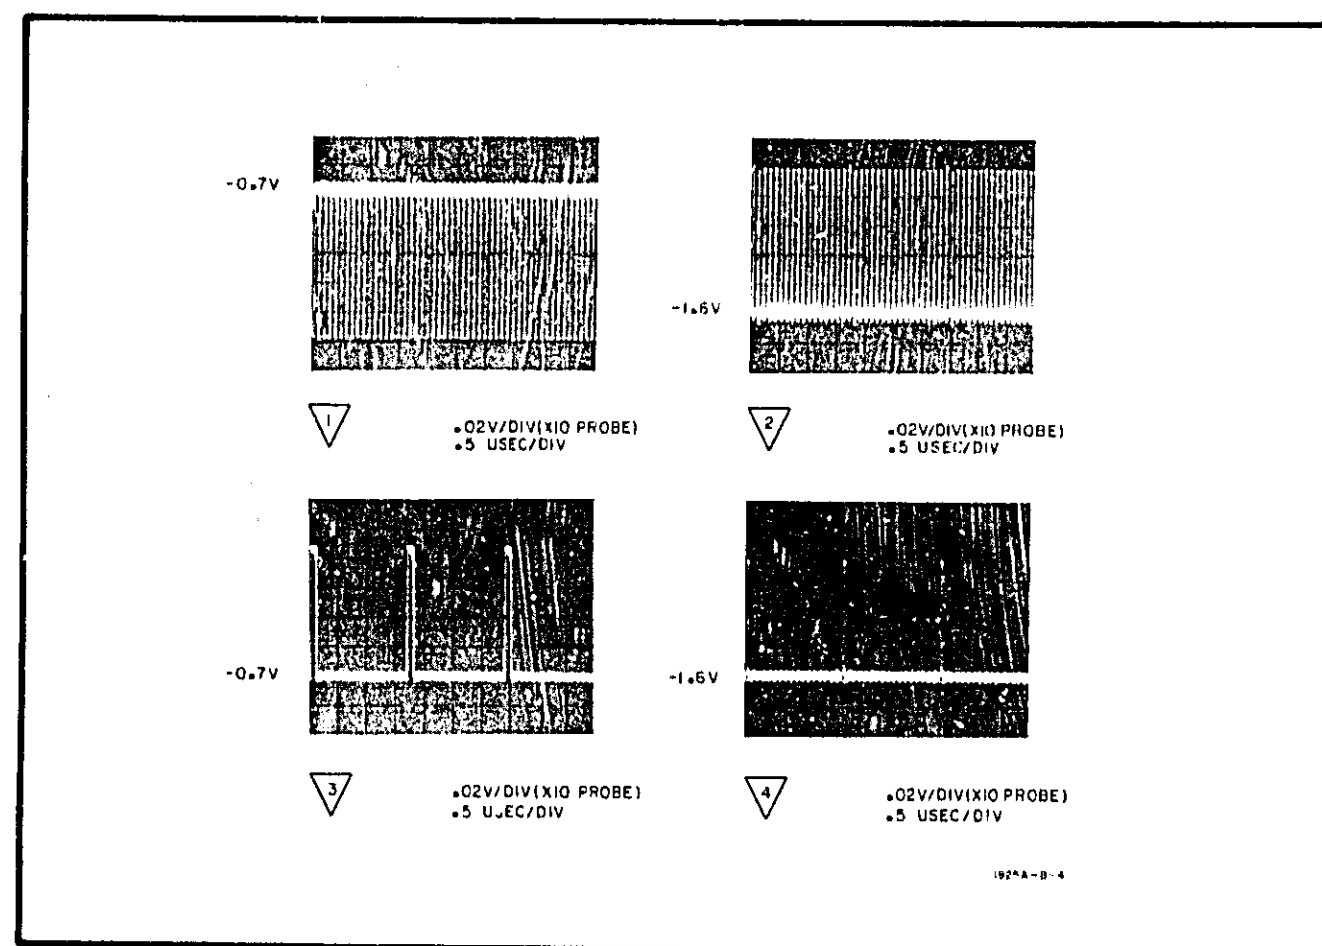 -0.7V
1
.02V/DIV(X10 PROBE)
.5 USEC/DIV
-1.6V
2
.02V/DIV(X10 PROBE)
.5 USEC/DIV
-0.7V
3
.02V/DIV(X10 PROBE)
.5 USEC/DIV
-1.6V
4
.02V/DIV(X10 PROBE)
.5 USEC/DIV